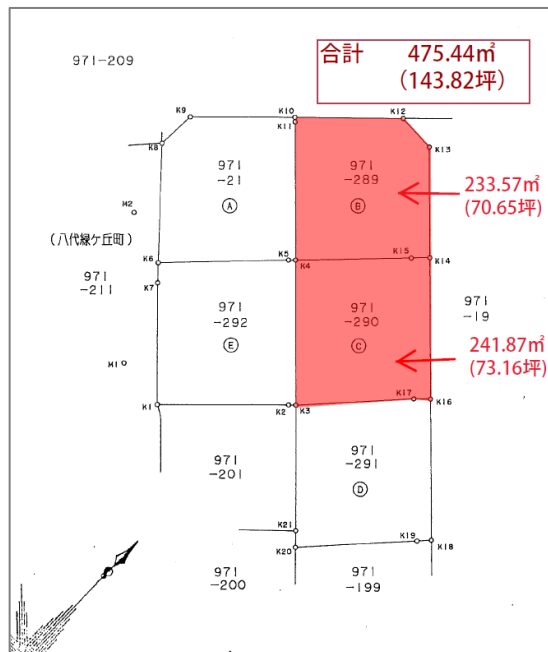 合計 475.44㎡
（143.82坪）
971-209
K9
K10
K11
K12
K8
K13
971
-21
Ⓐ
971
-289
Ⓑ
233.57㎡
(70.65坪)
M2
（八代緑ケ丘町）
K6
K5
K4
K15
K14
971
-211
K7
971
-292
Ⓔ
971
-290
Ⓒ
971
-19
241.87㎡
(73.16坪)
M1
K1
K2
K3
K17
K16
971
-201
971
-291
Ⓓ
K21
K20
K19
K18
971
-200
971
-199